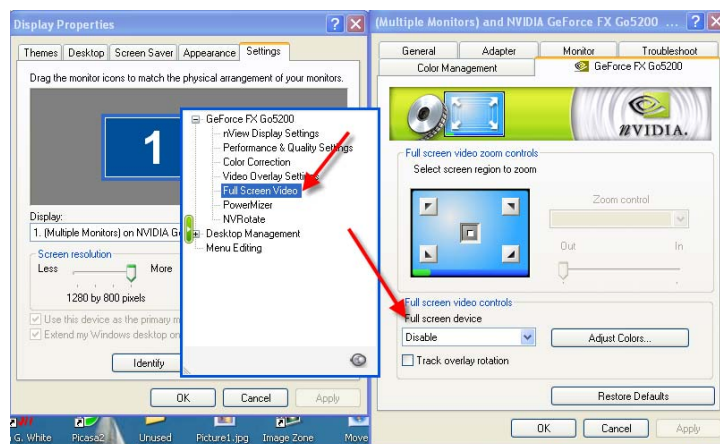 Display Properties
Themes Desktop Screen Saver Appearance Settings
Drag the monitor icons to match the physical arrangement of your monitors.
1
Display:
1. (Multiple Monitors) on NVIDIA G
Screen resolution
Less More
1280 by 800 pixels
Use this device as the primary m
Extend my Windows desktop on
Identify
OK Cancel Apply
GeForce FX Go5200
nView Display Settings
Performance & Quality Settings
Color Correction
Video Overlay Settings
Full Screen Video
PowerMizer
NVRotate
Desktop Management
Menu Editing
(Multiple Monitors) and NVIDIA GeForce FX Go5200 ...
General Adapter Monitor Troubleshoot
Color Management GeForce FX Go5200
NVIDIA.
Full screen video zoom controls
Select screen region to zoom
Zoom control
Out In
Full screen video controls
Full screen device
Disable
Adjust Colors...
Track overlay rotation
Restore Defaults
OK Cancel Apply
G. White Picasa2 Unused Picture1.jpg Image Zone Move